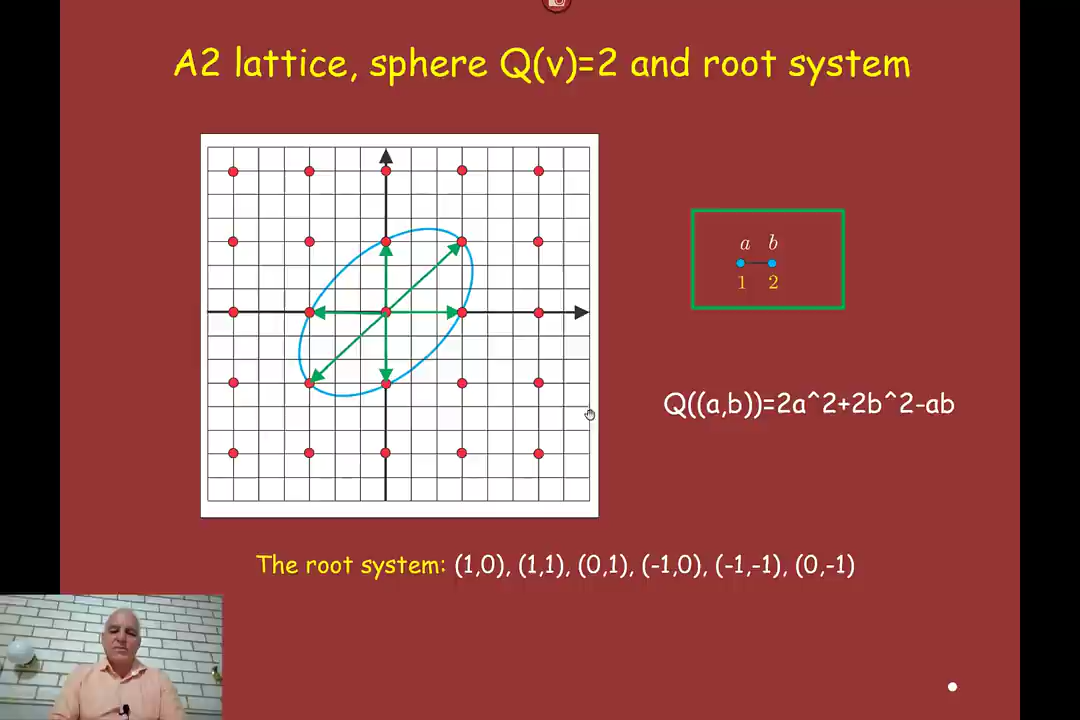 A2 lattice, sphere Q(v)=2 and root system
a b
1 2
Q((a,b))=2a^2+2b^2-ab
The root system: (1,0), (1,1), (0,1), (-1,0), (-1,-1), (0,-1)